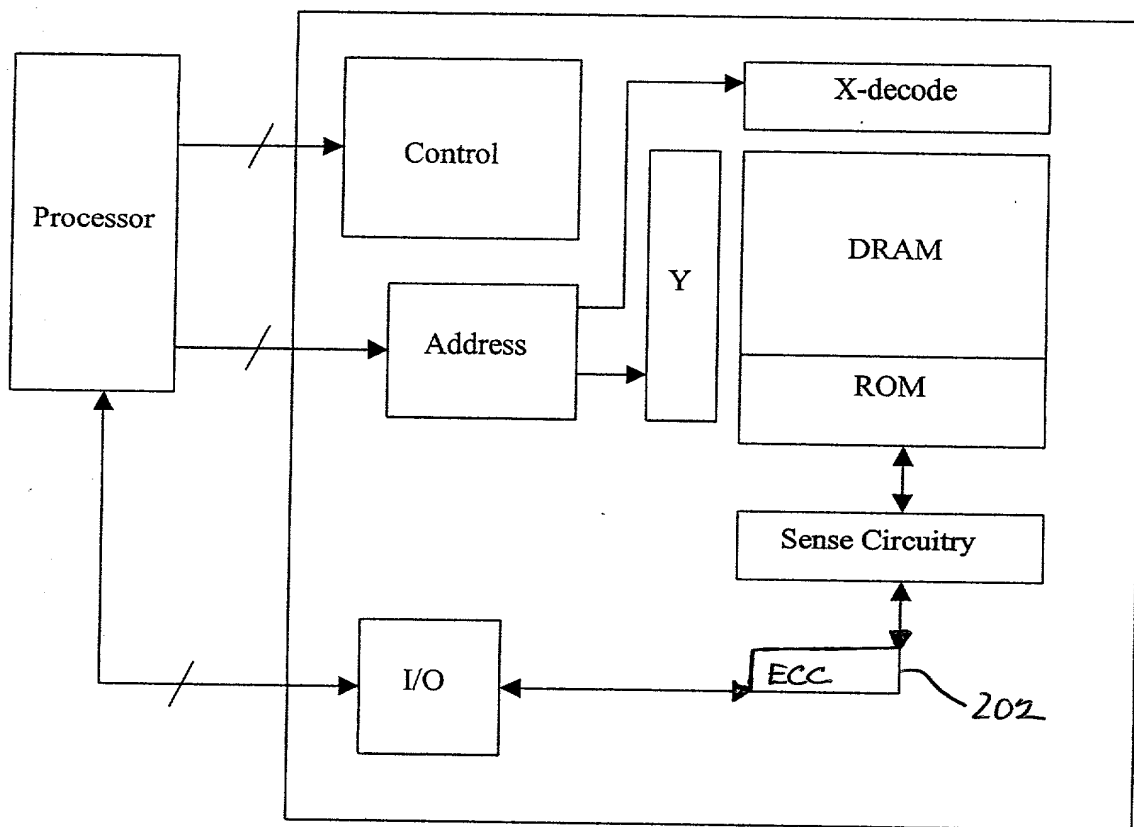 X-decode
Control
Processor
DRAM
Y
Address
ROM
Sense Circuitry
I/O
ECC
202